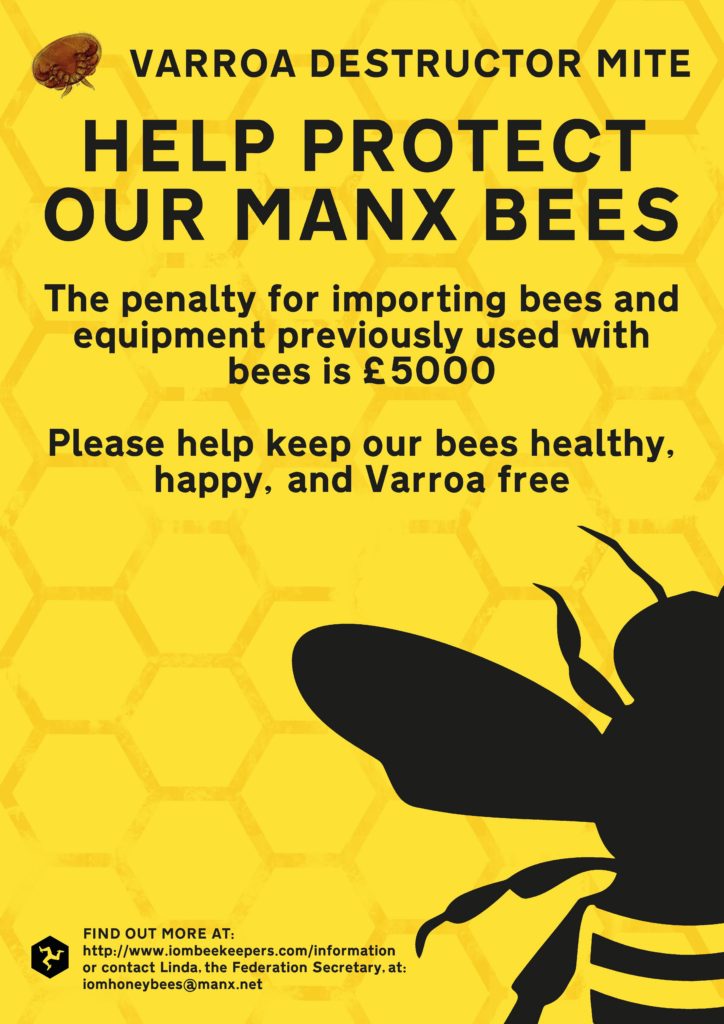 VARROA DESTRUCTOR MITE
HELP PROTECT
OUR MANX BEES
The penalty for importing bees and
equipment previously used with
bees is £5000
Please help keep our bees healthy,
happy, and Varroa free
FIND OUT MORE AT:
http://www.iombeekeepers.com/information
or contact Linda, the Federation Secretary, at:
iomhoneybees@manx.net